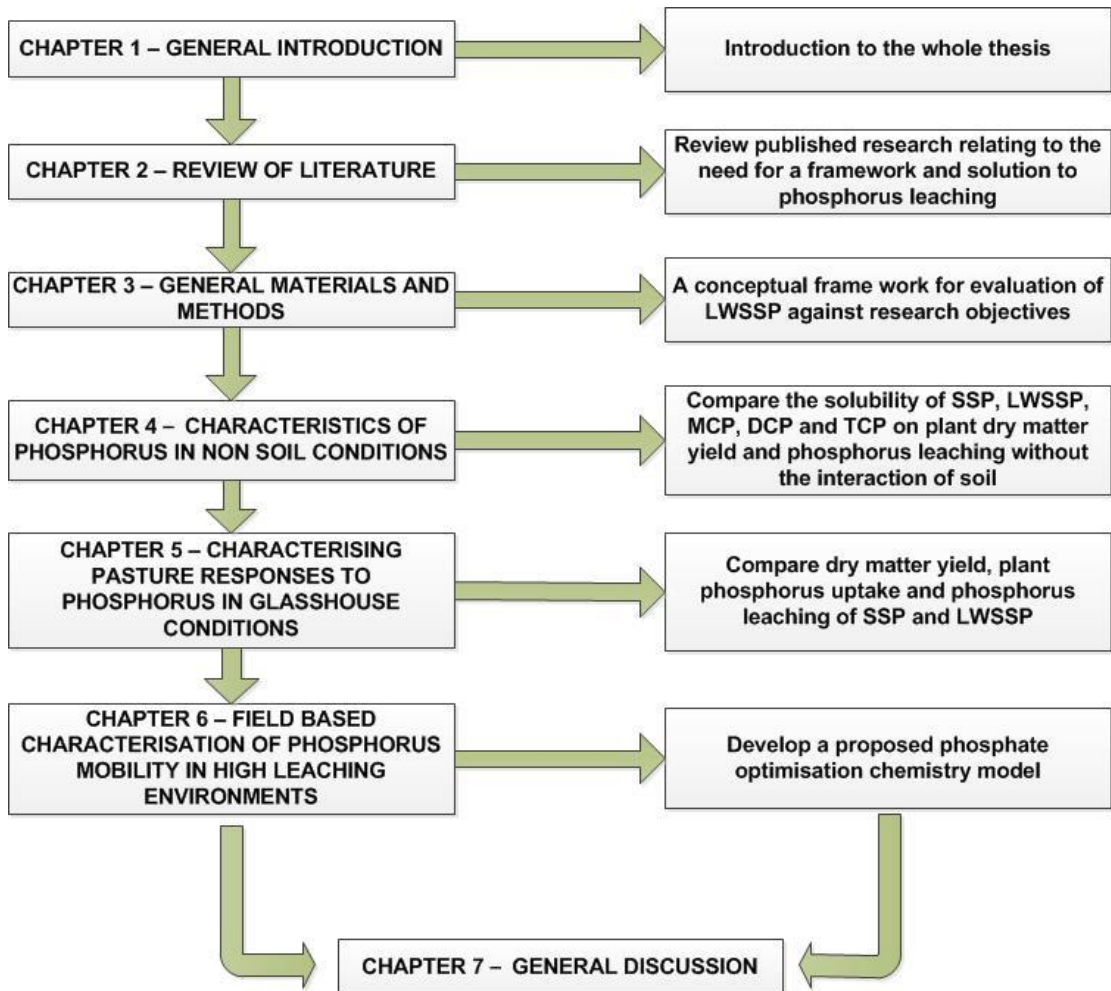 CHAPTER 1 – GENERAL INTRODUCTION
Introduction to the whole thesis
CHAPTER 2 – REVIEW OF LITERATURE
Review published research relating to the
need for a framework and solution to
phosphorus leaching
CHAPTER 3 – GENERAL MATERIALS AND
METHODS
A conceptual frame work for evaluation of
LWSSP against research objectives
CHAPTER 4 – CHARACTERISTICS OF
PHOSPHORUS IN NON SOIL CONDITIONS
Compare the solubility of SSP, LWSSP,
MCP, DCP and TCP on plant dry matter
yield and phosphorus leaching without
the interaction of soil
CHAPTER 5 – CHARACTERISING
PASTURE RESPONSES TO
PHOSPHORUS IN GLASSHOUSE
CONDITIONS
Compare dry matter yield, plant
phosphorus uptake and phosphorus
leaching of SSP and LWSSP
CHAPTER 6 – FIELD BASED
CHARACTERISATION OF PHOSPHORUS
MOBILITY IN HIGH LEACHING
ENVIRONMENTS
Develop a proposed phosphate
optimisation chemistry model
CHAPTER 7 – GENERAL DISCUSSION